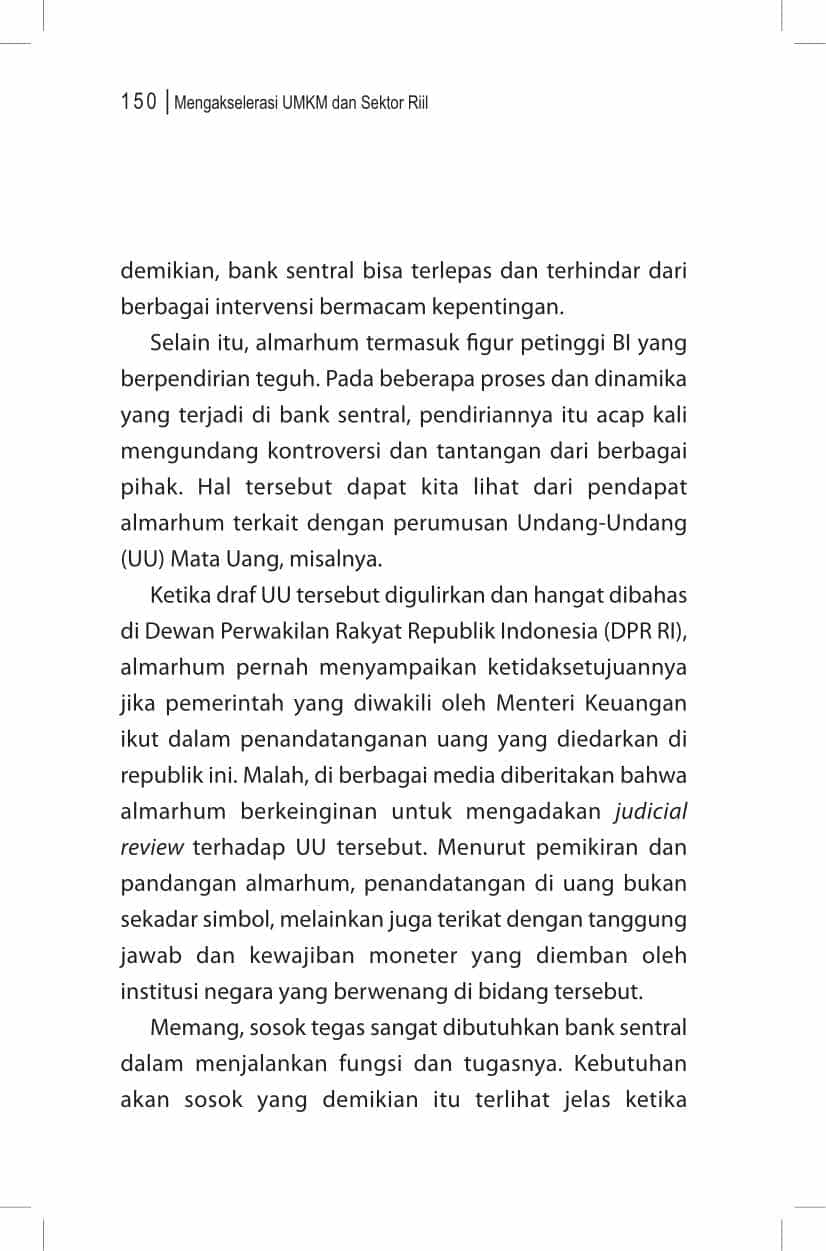 150 | Mengakselerasi UMKM dan Sektor Riil
demikian, bank sentral bisa terlepas dan terhindar dari
berbagai intervensi bermacam kepentingan.
Selain itu, almarhum termasuk figur petinggi BI yang
berpendirian teguh. Pada beberapa proses dan dinamika
yang terjadi di bank sentral, pendiriannya itu acap kali
mengundang kontroversi dan tantangan dari berbagai
pihak. Hal tersebut dapat kita lihat dari pendapat
almarhum terkait dengan perumusan Undang-Undang
(UU) Mata Uang, misalnya.
Ketika draf UU tersebut digulirkan dan hangat dibahas
di Dewan Perwakilan Rakyat Republik Indonesia (DPR RI),
almarhum pernah menyampaikan ketidaksetujuannya
jika pemerintah yang diwakili oleh Menteri Keuangan
ikut dalam penandatanganan uang yang diedarkan di
republik ini. Malah, di berbagai media diberitakan bahwa
almarhum berkeinginan untuk mengadakan judicial
review terhadap UU tersebut. Menurut pemikiran dan
pandangan almarhum, penandatangan di uang bukan
sekadar simbol, melainkan juga terikat dengan tanggung
jawab dan kewajiban moneter yang diemban oleh
institusi negara yang berwenang di bidang tersebut.
Memang, sosok tegas sangat dibutuhkan bank sentral
dalam menjalankan fungsi dan tugasnya. Kebutuhan
akan sosok yang demikian itu terlihat jelas ketika